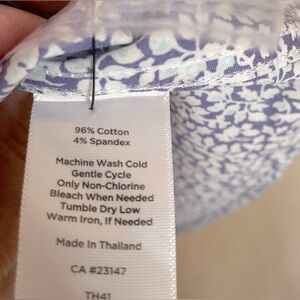 96% Cotton
4% Spandex
Machine Wash Cold
Gentle Cycle
Only Non-Chlorine
Bleach When Needed
Tumble Dry Low
Warm Iron, If Needed
Made In Thailand
CA #23147
TH41